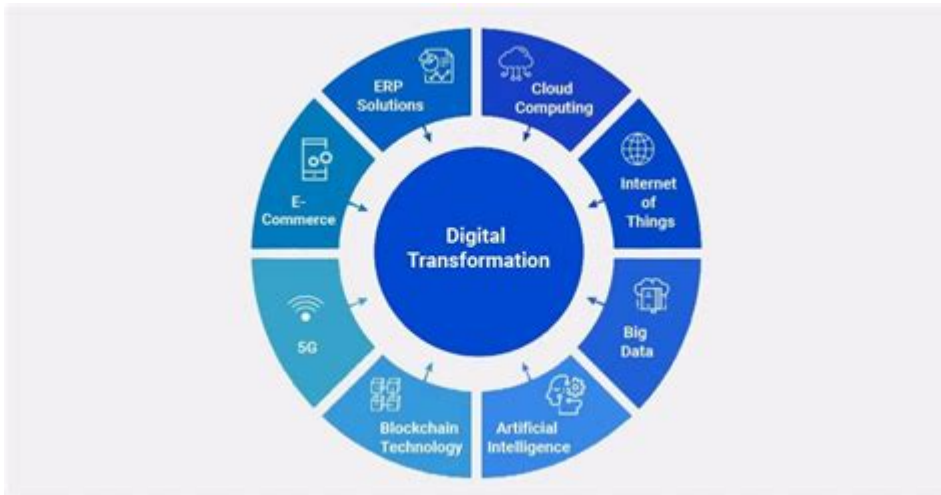 ERP
Solutions
Cloud
Computing
E-
Commerce
Internet
of
Things
Digital
Transformation
5G
Big
Data
Blockchain
Technology
Artificial
Intelligence